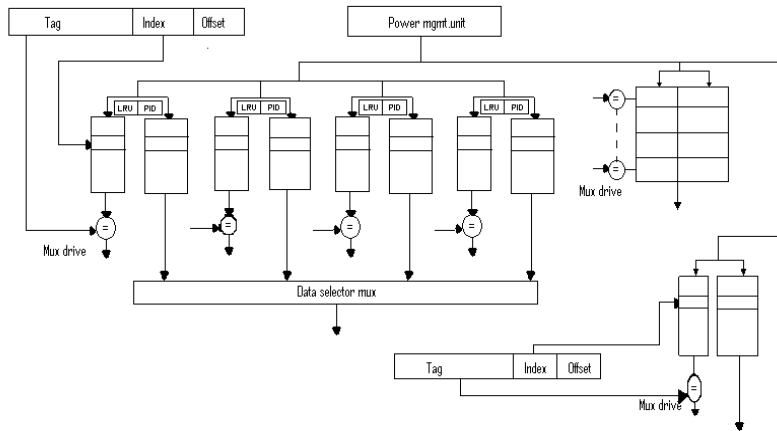 Tag Index Offset
Power mgmt.unit
LRU PID LRU PID LRU PID LRU PID
=
=
Mux drive
= = = =
Mux drive
Data selector mux
Tag Index Offset
=
Mux drive